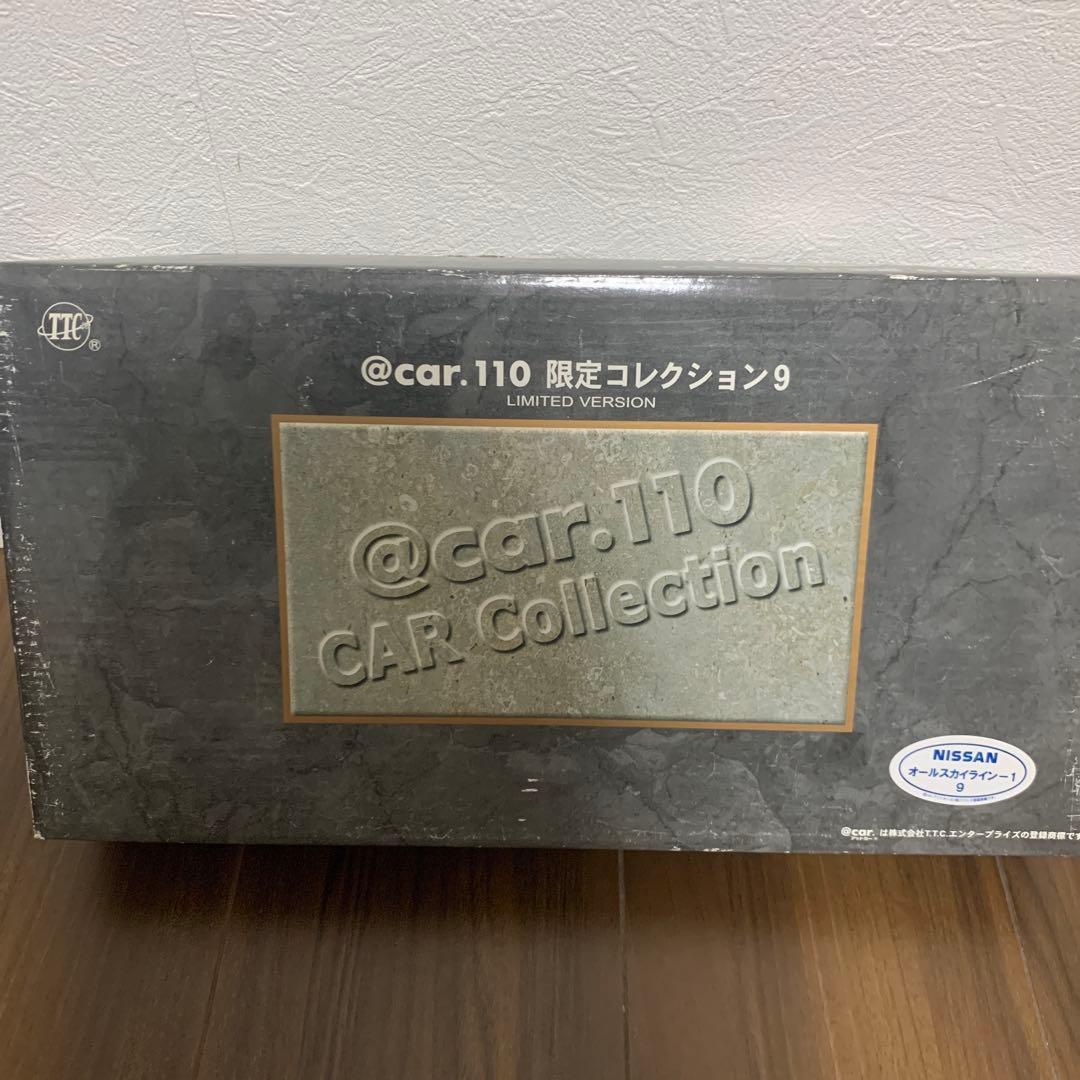 TTC
®
@car.110 限定コレクション9
LIMITED VERSION
@car.110
CAR Collection
NISSAN
オールスカイライン－1
9
@car. は株式会社T.T.C.エンタープライズの登録商標です